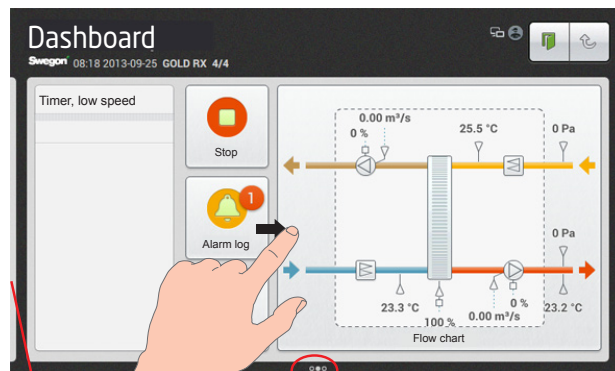 Dashboard
Swegon 08:18 2013-09-25 GOLD RX 4/4
Timer, low speed
Stop
1
Alarm log
0.00 m³/s
0 %
25.5 °C
0 Pa
0 Pa
23.3 °C
100 %
0.00 m³/s
0 %
23.2 °C
Flow chart